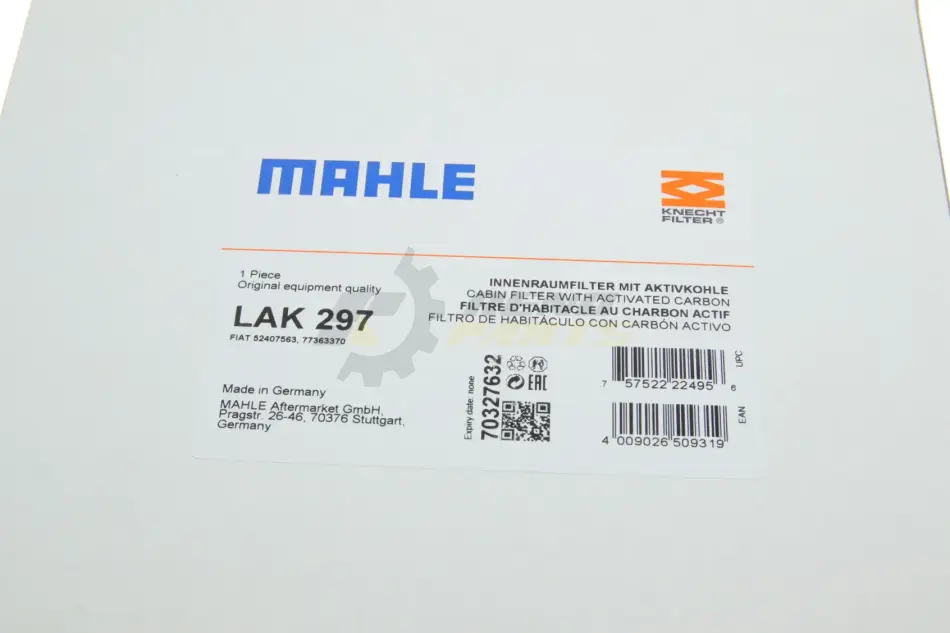 MAHLE
KNECHT
FILTER®
1 Piece
Original equipment quality
LAK 297
FIAT 52407563, 77363370
INNENRAUMFILTER MIT AKTIVKOHLE
CABIN FILTER WITH ACTIVATED CARBON
FILTRE D'HABITACLE AU CHARBON ACTIF
FILTRO DE HABITÁCULO CON CARBÓN ACTIVO
Made in Germany
MAHLE Aftermarket GmbH,
Pragstr. 26-46, 70376 Stuttgart,
Germany
Expiry date: none
70327632
EAC
7 57522 22495 6
UPC
4 009026 509319
EAN
PARTS